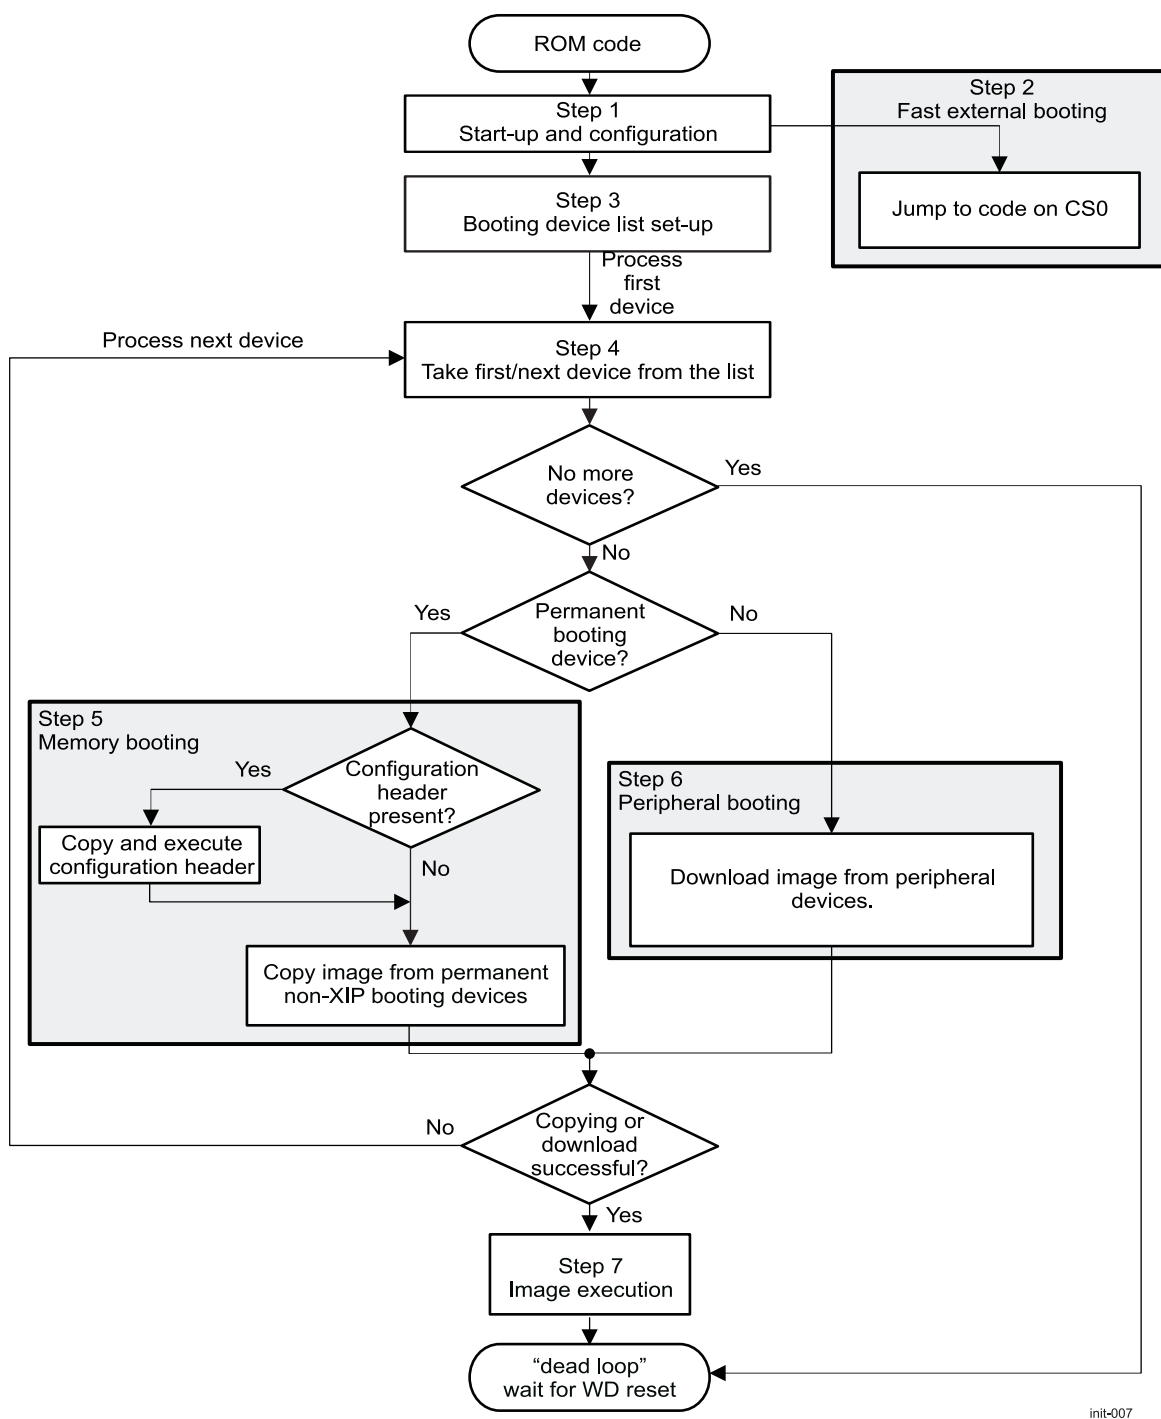 ROM code
Step 1
Start-up and configuration
Step 2
Fast external booting
Jump to code on CS0
Step 3
Booting device list set-up
Process
first
device
Process next device
Step 4
Take first/next device from the list
No more
devices?
Yes
No
Permanent
booting
device?
Yes
No
Step 5
Memory booting
Configuration
header
present?
Yes
Copy and execute
configuration header
No
Copy image from permanent
non-XIP booting devices
Step 6
Peripheral booting
Download image from peripheral
devices.
Copying or
download
successful?
No
Yes
Step 7
Image execution
“dead loop”
wait for WD reset
init-007